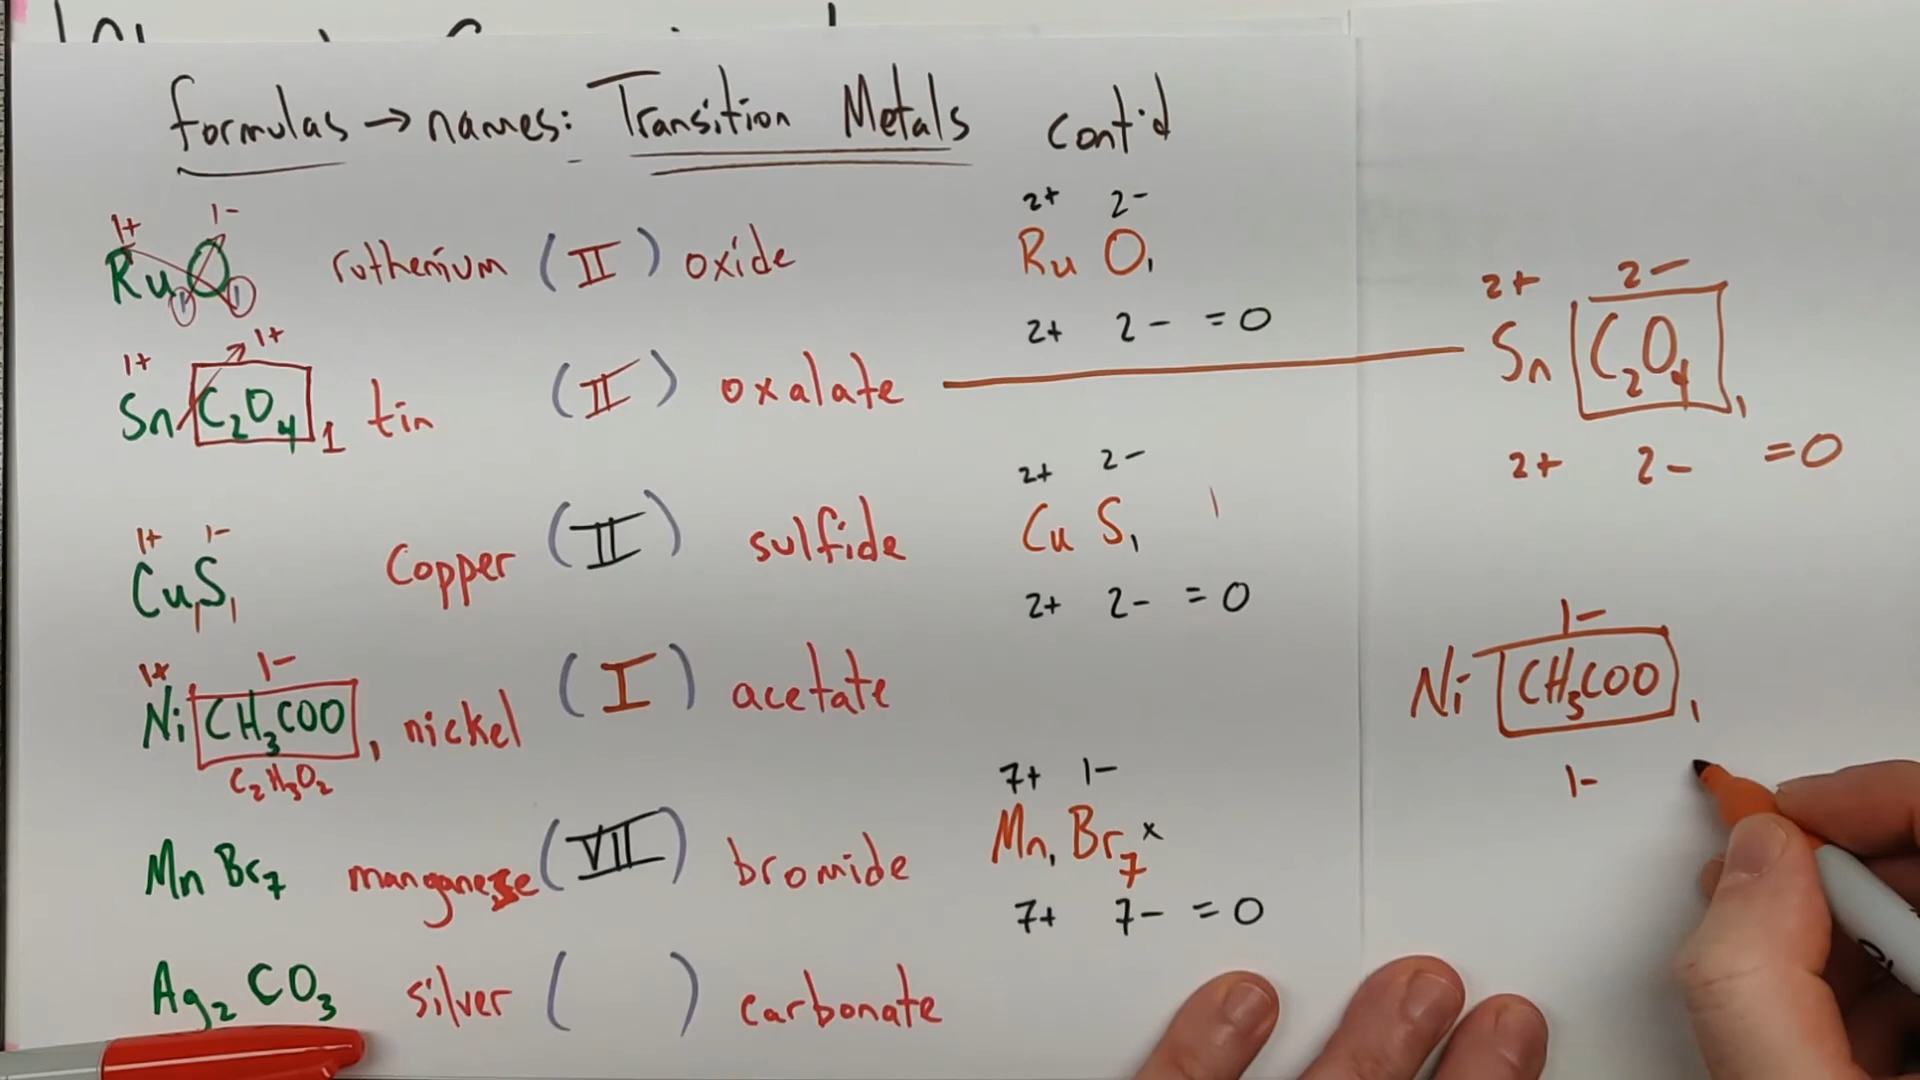 formulas → names: Transition Metals cont'd
1+ 1-
RuO ruthenium (II) oxide
1 1
2+ 2-
Ru O1
2+ 2- = 0
1+ 1+
Sn C2O4 1 tin (II) oxalate
2+ 2-
Sn C2O4 1
2+ 2- = 0
1+ 1-
CuS copper (II) sulfide
1 1
2+ 2-
Cu S1
2+ 2- = 0
1+ 1-
Ni CH3COO 1 nickel (I) acetate
C2H3O2
1-
Ni CH3COO 1
1-
MnBr7 manganese (VII) bromide
7+ 1-
Mn1 Br7 x
7+ 7- = 0
Ag2CO3 silver ( ) carbonate